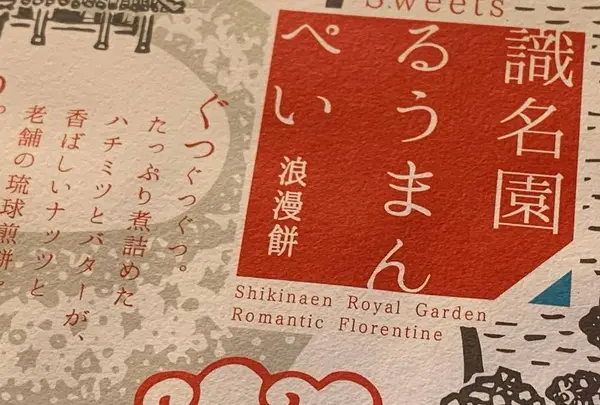 Sweets
識名園
るうまん
ぺい
浪漫餅
Shikinaen Royal Garden
Romantic Florentine
ぐつぐつぐつ。
たっぷり煮詰めた
ハチミツとバターが、
香ばしいナッツと
老舗の琉球煎餅と